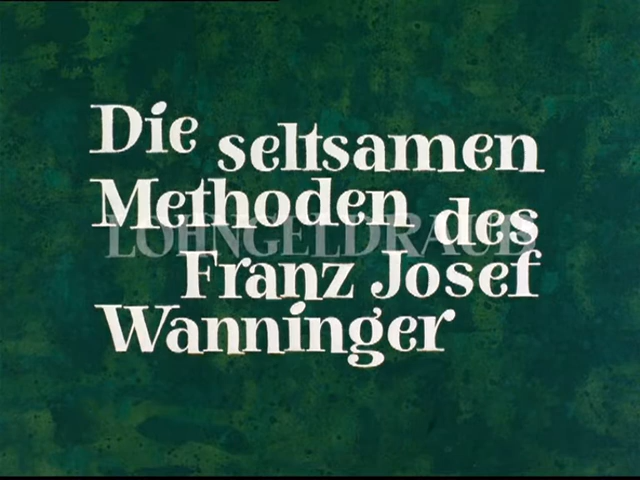 Die seltsamen
Methoden des
LOHNGELDRAUB
Franz Josef
Wanninger